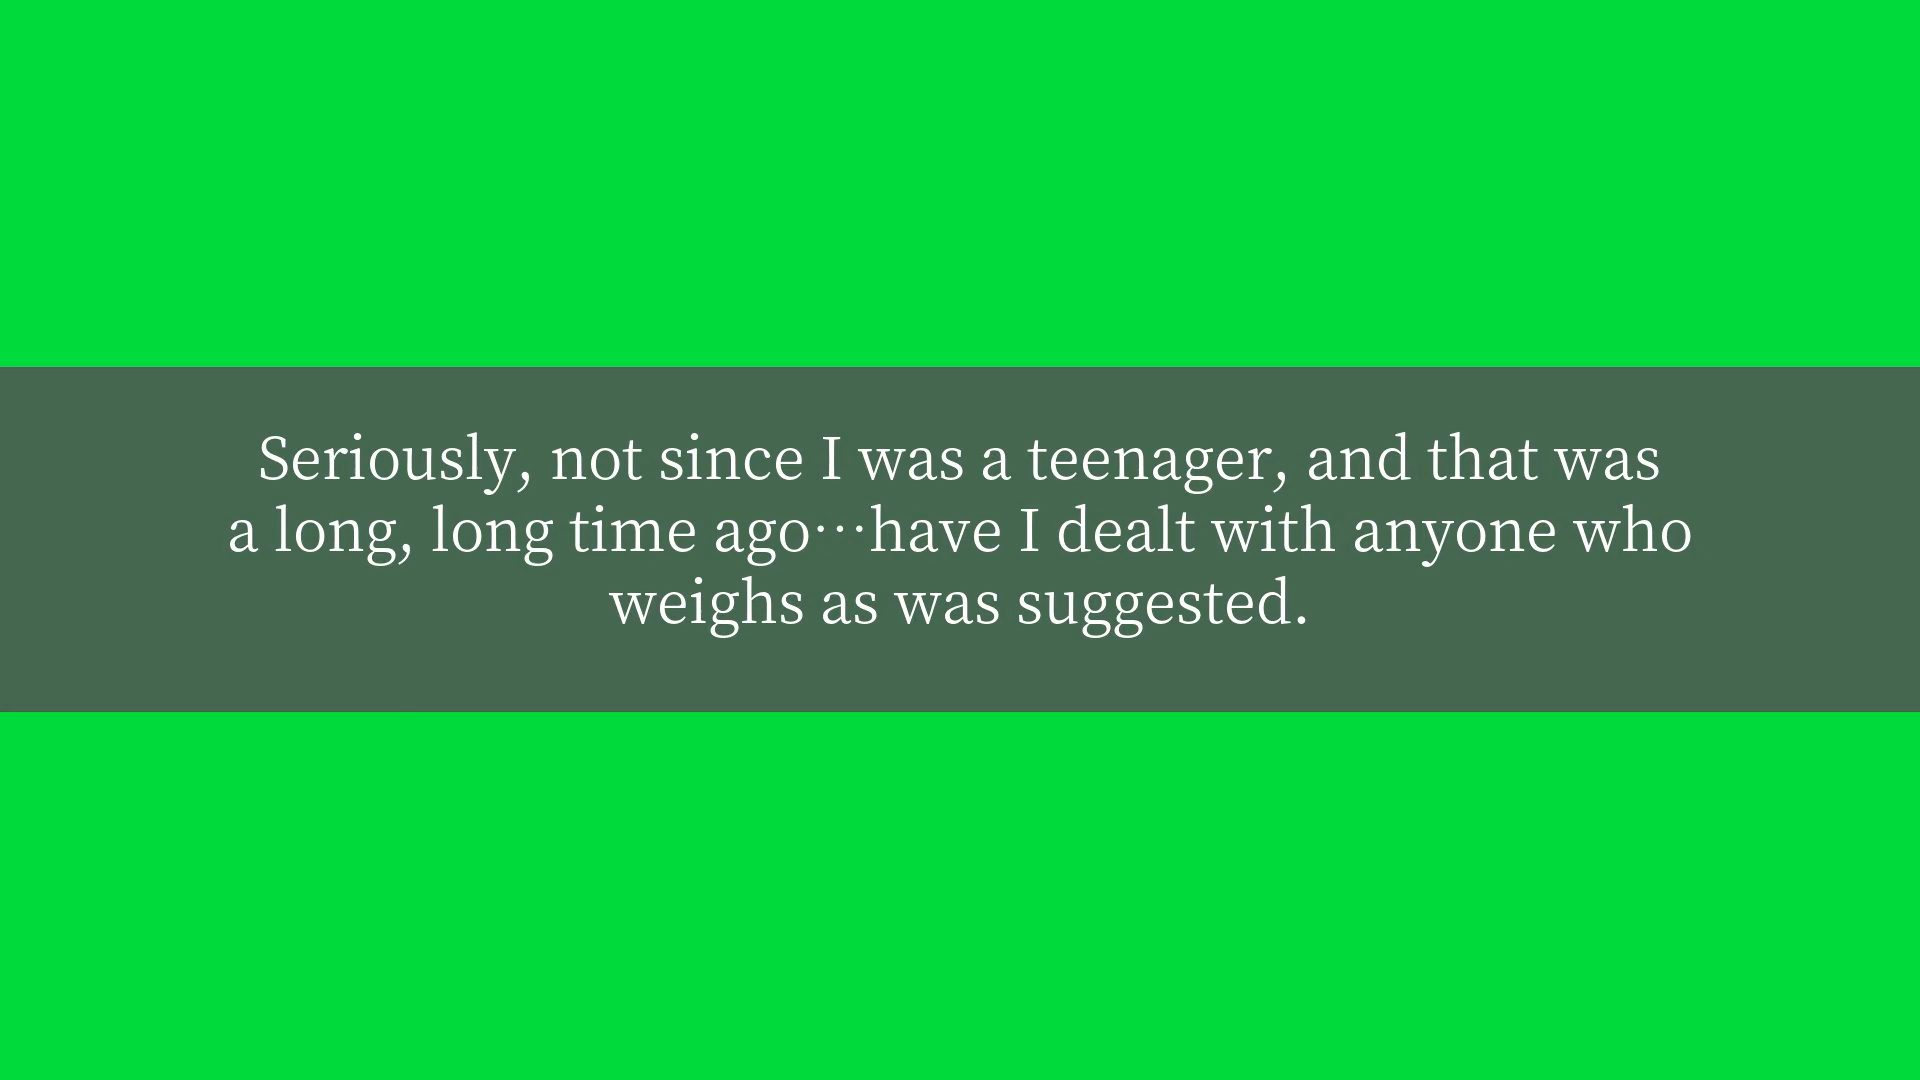 Seriously, not since I was a teenager, and that was
a long, long time ago⋯have I dealt with anyone who
weighs as was suggested.